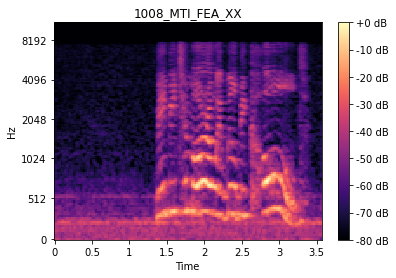 1008_MTI_FEA_XX
+0 dB
8192
-10 dB
4096
-20 dB
-30 dB
2048
-40 dB
Hz
1024
-50 dB
512
-60 dB
-70 dB
0
-80 dB
0 0.5 1 1.5 2 2.5 3 3.5
Time